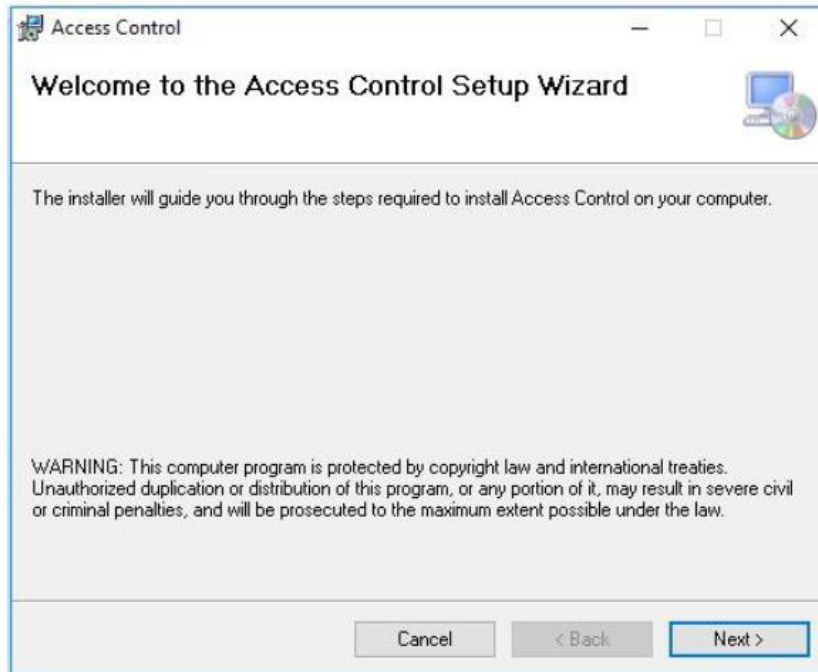 Access Control
Welcome to the Access Control Setup Wizard
The installer will guide you through the steps required to install Access Control on your computer.
WARNING: This computer program is protected by copyright law and international treaties.
Unauthorized duplication or distribution of this program, or any portion of it, may result in severe civil
or criminal penalties, and will be prosecuted to the maximum extent possible under the law.
Cancel < Back Next >